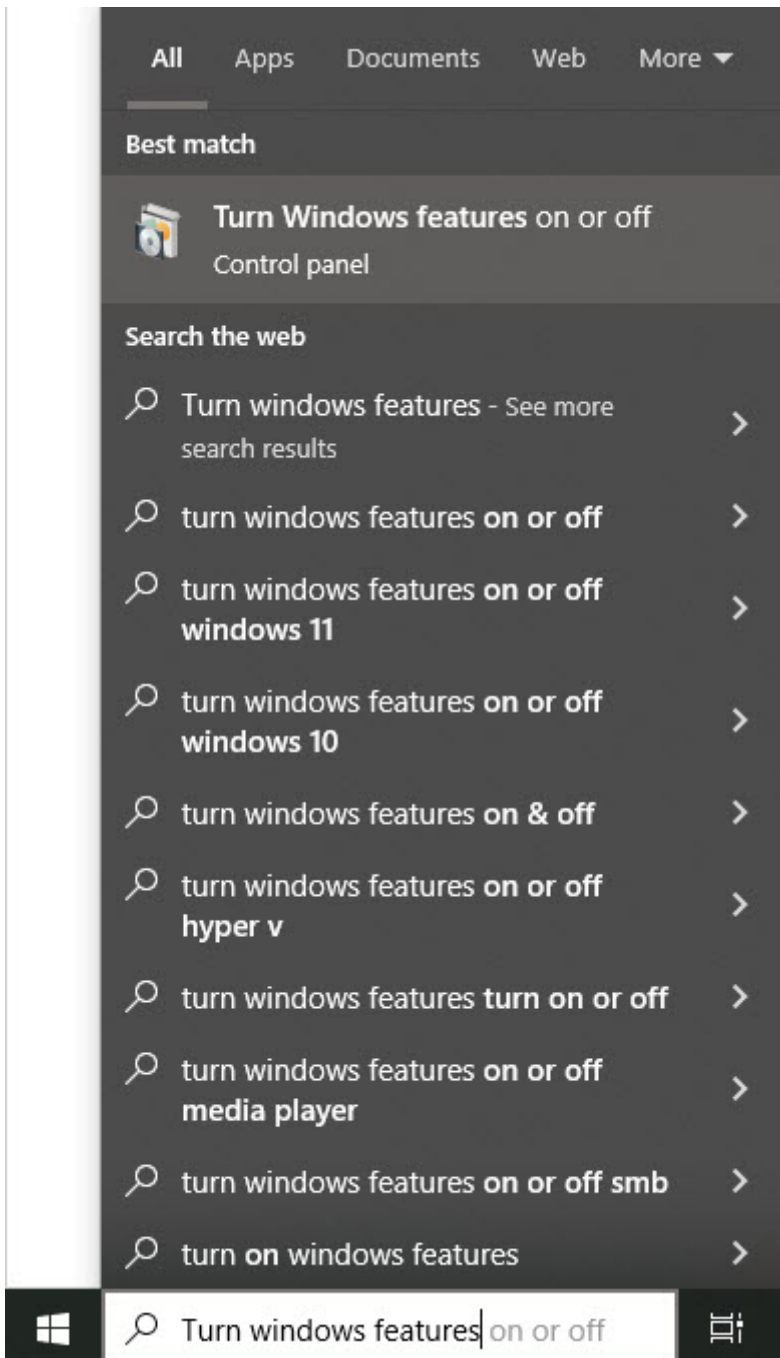 All Apps Documents Web More
Best match
Turn Windows features on or off
Control panel
Search the web
Turn windows features - See more
search results
turn windows features on or off
turn windows features on or off
windows 11
turn windows features on or off
windows 10
turn windows features on & off
turn windows features on or off
hyper v
turn windows features turn on or off
turn windows features on or off
media player
turn windows features on or off smb
turn on windows features
Turn windows features on or off